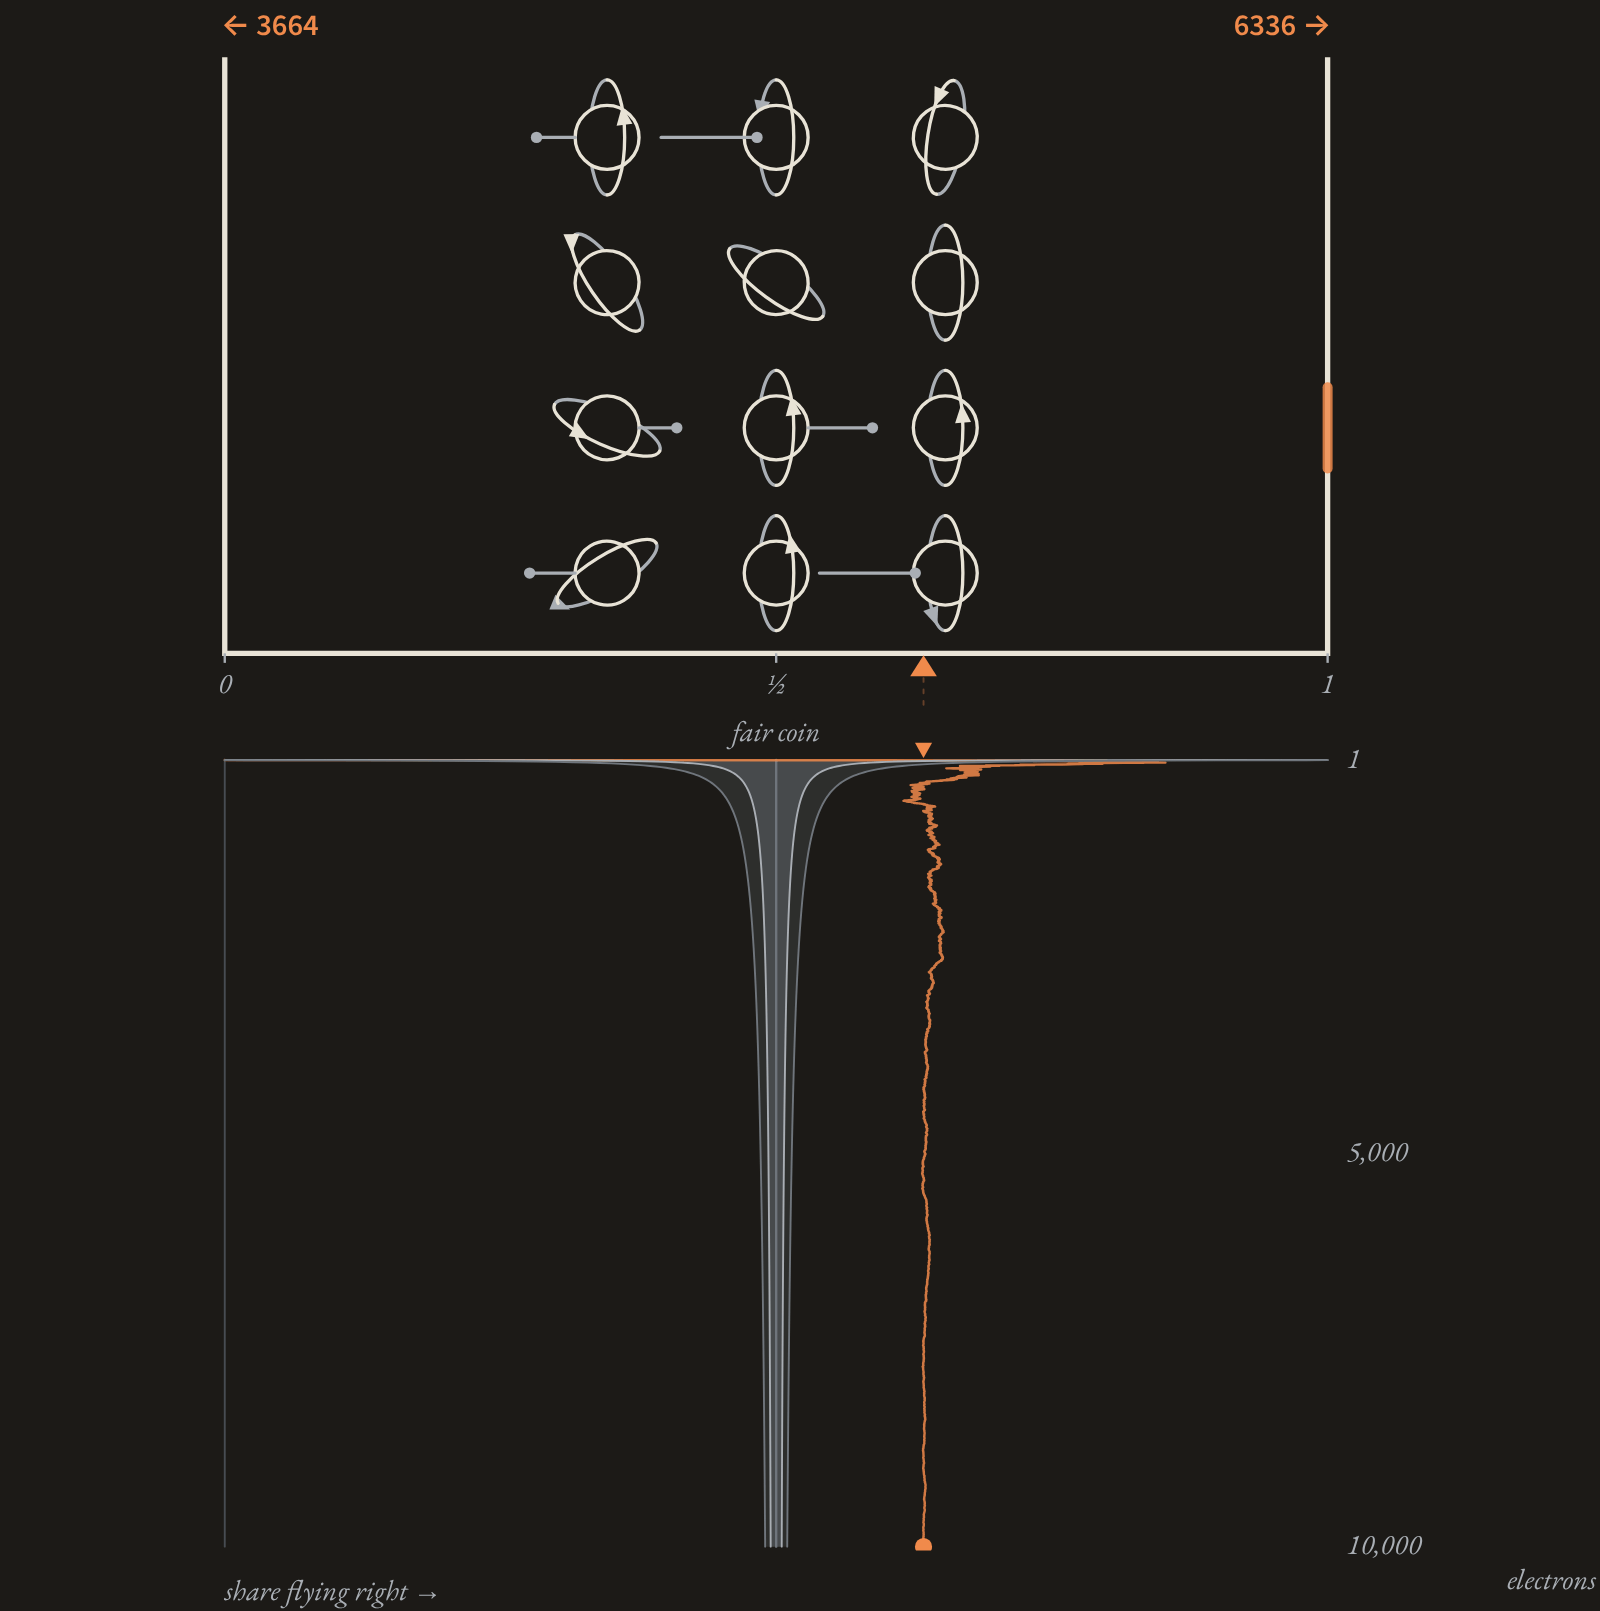 ← 3664
6336 →
0
½
1
fair coin
1
5,000
10,000
electrons
share flying right →